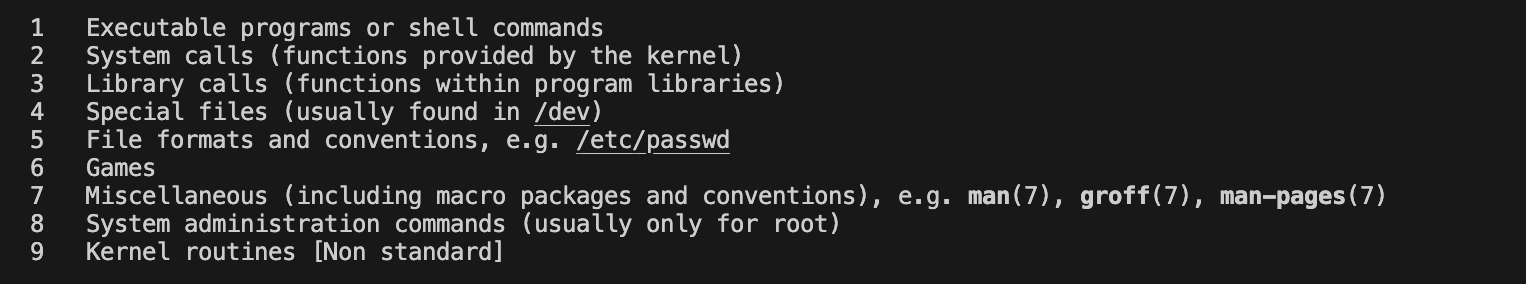 1 Executable programs or shell commands
2 System calls (functions provided by the kernel)
3 Library calls (functions within program libraries)
4 Special files (usually found in /dev)
5 File formats and conventions, e.g. /etc/passwd
6 Games
7 Miscellaneous (including macro packages and conventions), e.g. man(7), groff(7), man-pages(7)
8 System administration commands (usually only for root)
9 Kernel routines [Non standard]